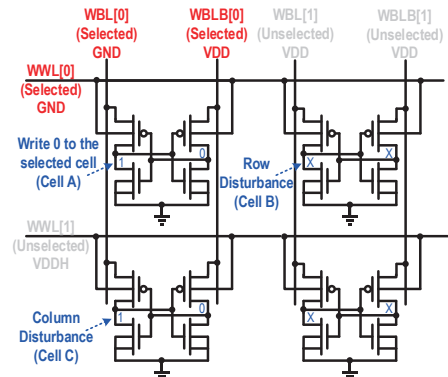 WBL[0] WBLB[0] WBL[1] WBLB[1]
(Selected) (Selected) (Unselected) (Unselected)
GND VDD VDD VDD
WWL[0]
(Selected)
GND
Write 0 to the
selected cell
(Cell A)
1 0
Row
Disturbance
(Cell B)
X X
WWL[1]
(Unselected)
VDDH
Column
Disturbance
(Cell C)
1 0
X X